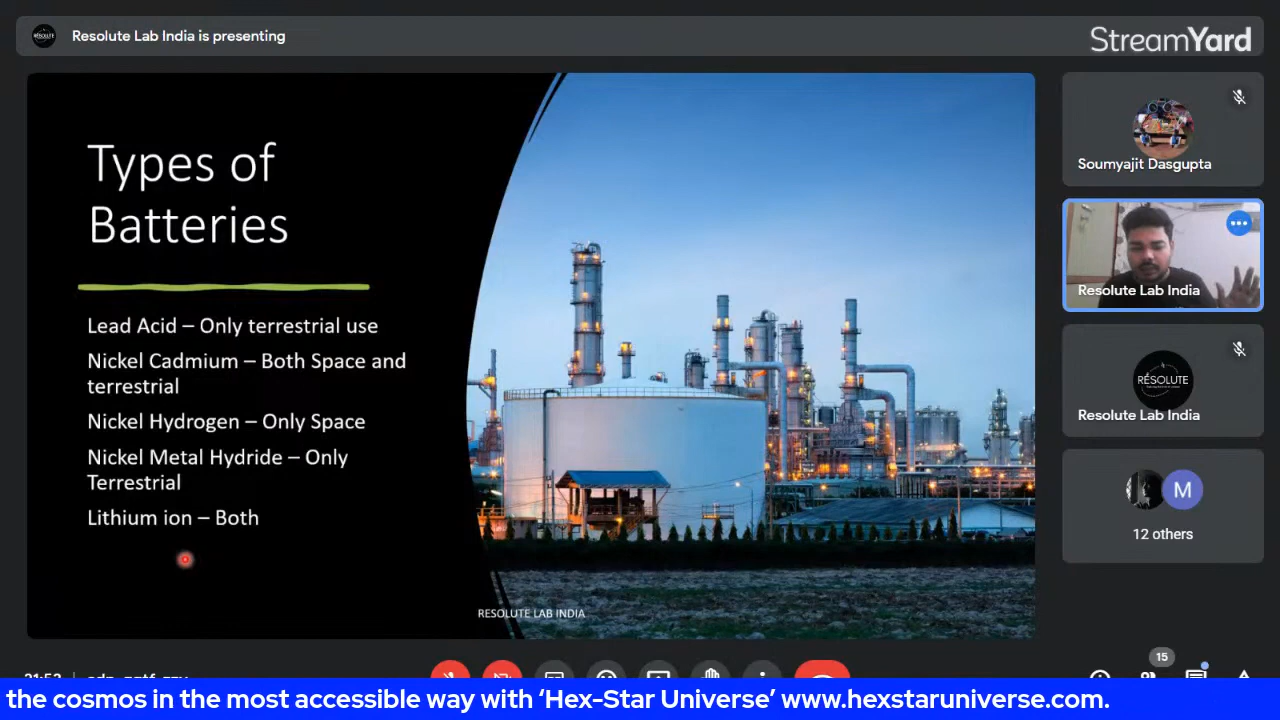 Resolute Lab India is presenting
StreamYard
Types of
Batteries
Lead Acid – Only terrestrial use
Nickel Cadmium – Both Space and
terrestrial
Nickel Hydrogen – Only Space
Nickel Metal Hydride – Only
Terrestrial
Lithium ion – Both
RESOLUTE LAB INDIA
Soumyajit Dasgupta
Resolute Lab India
RÉSOLUTE
Resolute Lab India
M
12 others
15
the cosmos in the most accessible way with ‘Hex-Star Universe’ www.hexstaruniverse.com.